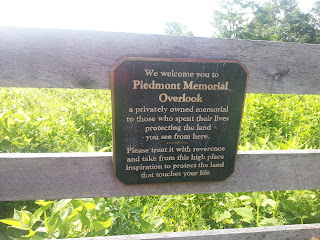 We welcome you to
Piedmont Memorial
Overlook
a privately owned memorial
to those who spent their lives
protecting the land
you see from here.
Please treat it with reverence
and take from this high place
inspiration to protect the land
that touches your life